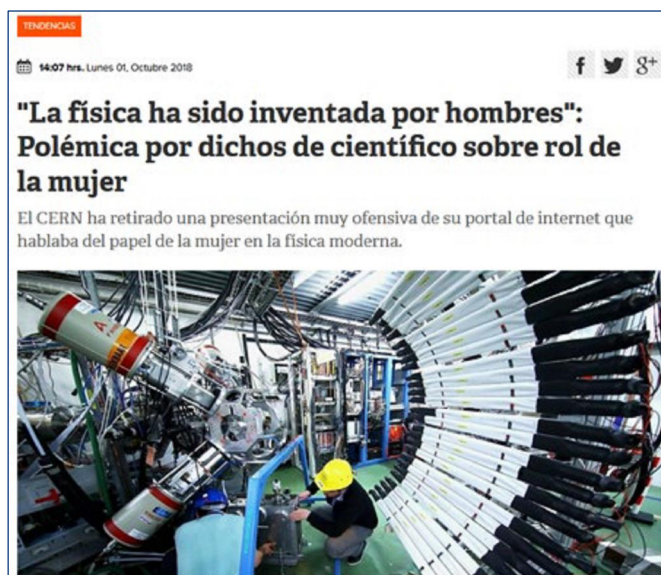 TENDENCIAS
14:07 hrs. Lunes 01, Octubre 2018
"La física ha sido inventada por hombres":
Polémica por dichos de científico sobre rol de
la mujer
El CERN ha retirado una presentación muy ofensiva de su portal de internet que
hablaba del papel de la mujer en la física moderna.